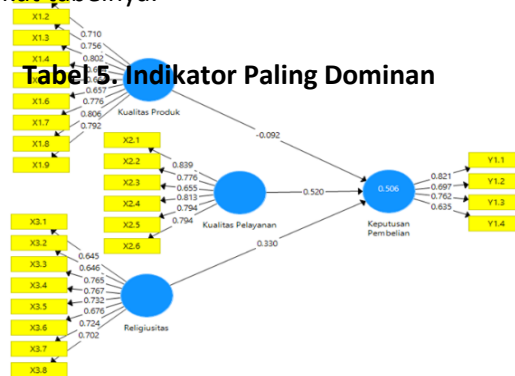 tabelnya.
Tabel 5. Indikator Paling Dominan
X1.2
X1.3
X1.4
X1.6
X1.7
X1.8
X1.9
0.710
0.756
0.802
0.657
0.776
0.806
0.792
Kualitas Produk
-0.092
X2.1
X2.2
X2.3
X2.4
X2.5
X2.6
0.839
0.776
0.655
0.813
0.794
0.794
Kualitas Pelayanan
0.520
X3.1
X3.2
X3.3
X3.4
X3.5
X3.6
X3.7
X3.8
0.645
0.646
0.765
0.767
0.732
0.676
0.724
0.702
Religiusitas
0.330
0.506
Keputusan
Pembelian
0.821
0.697
0.762
0.635
Y1.1
Y1.2
Y1.3
Y1.4